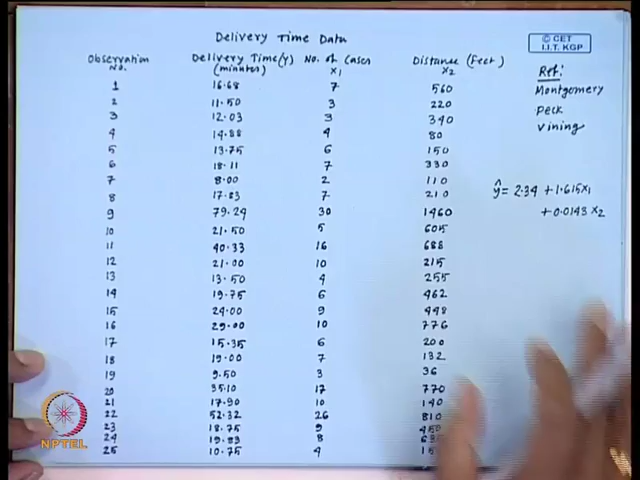 Delivery Time Data
© CET
I.I.T. KGP
Observation No. Delivery Time (Y) (minutes) No. of Cases x1 Distance (Feet) x2
Ref:
Montgomery
Peck
Vining
1 16.68 7 560
2 11.50 3 220
3 12.03 3 340
4 14.88 4 80
5 13.75 6 150
6 18.11 7 330
7 8.00 2 110
8 17.83 7 210
ŷ = 2.34 + 1.615x1
+ 0.0143 x2
9 79.24 30 1460
10 21.50 5 605
11 40.33 16 688
12 21.00 10 215
13 13.50 4 255
14 19.75 6 462
15 24.00 9 448
16 29.00 10 776
17 15.35 6 200
18 19.00 7 132
19 9.50 3 36
20 35.10 17 770
21 17.90 10 140
22 52.32 26 810
23 18.75 9
24 19.83 8
25 10.75 4
NPTEL